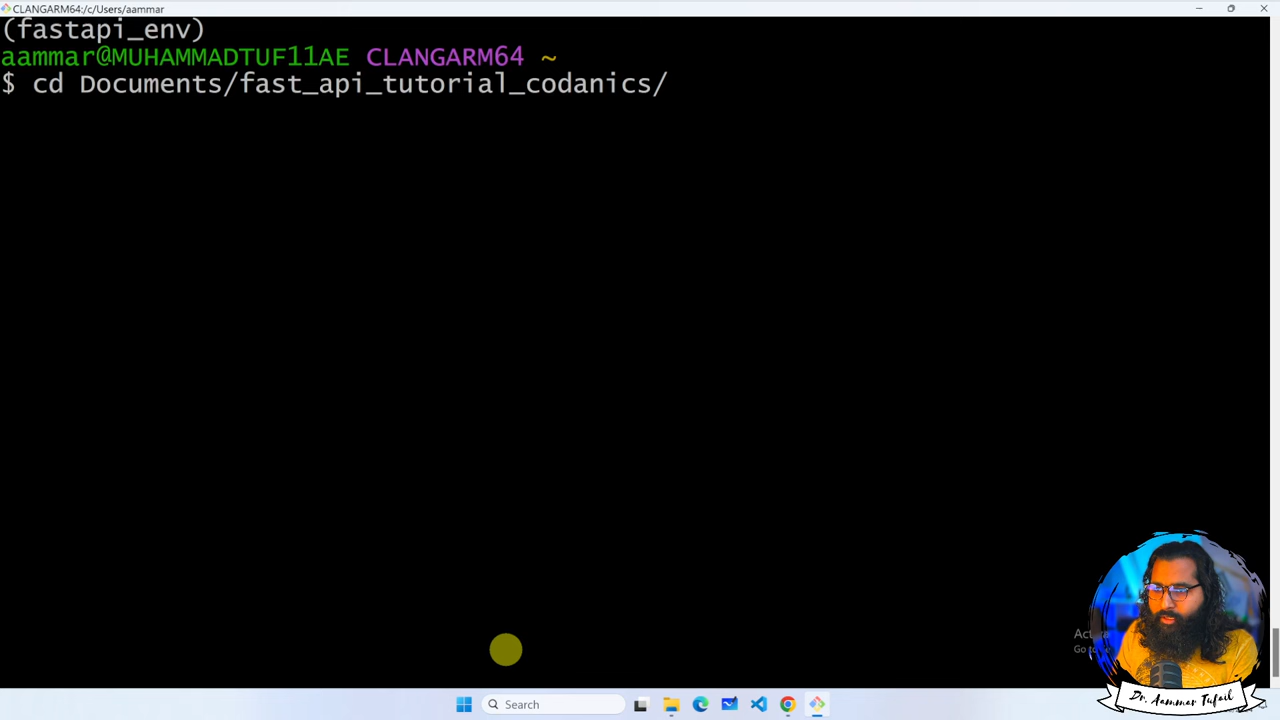 CLANGARM64:/c/Users/aammar
(fastapi_env)
aammar@MUHAMMADTUF11AE CLANGARM64 ~
$ cd Documents/fast_api_tutorial_codanics/
Dr. Aammar Tufail
Search